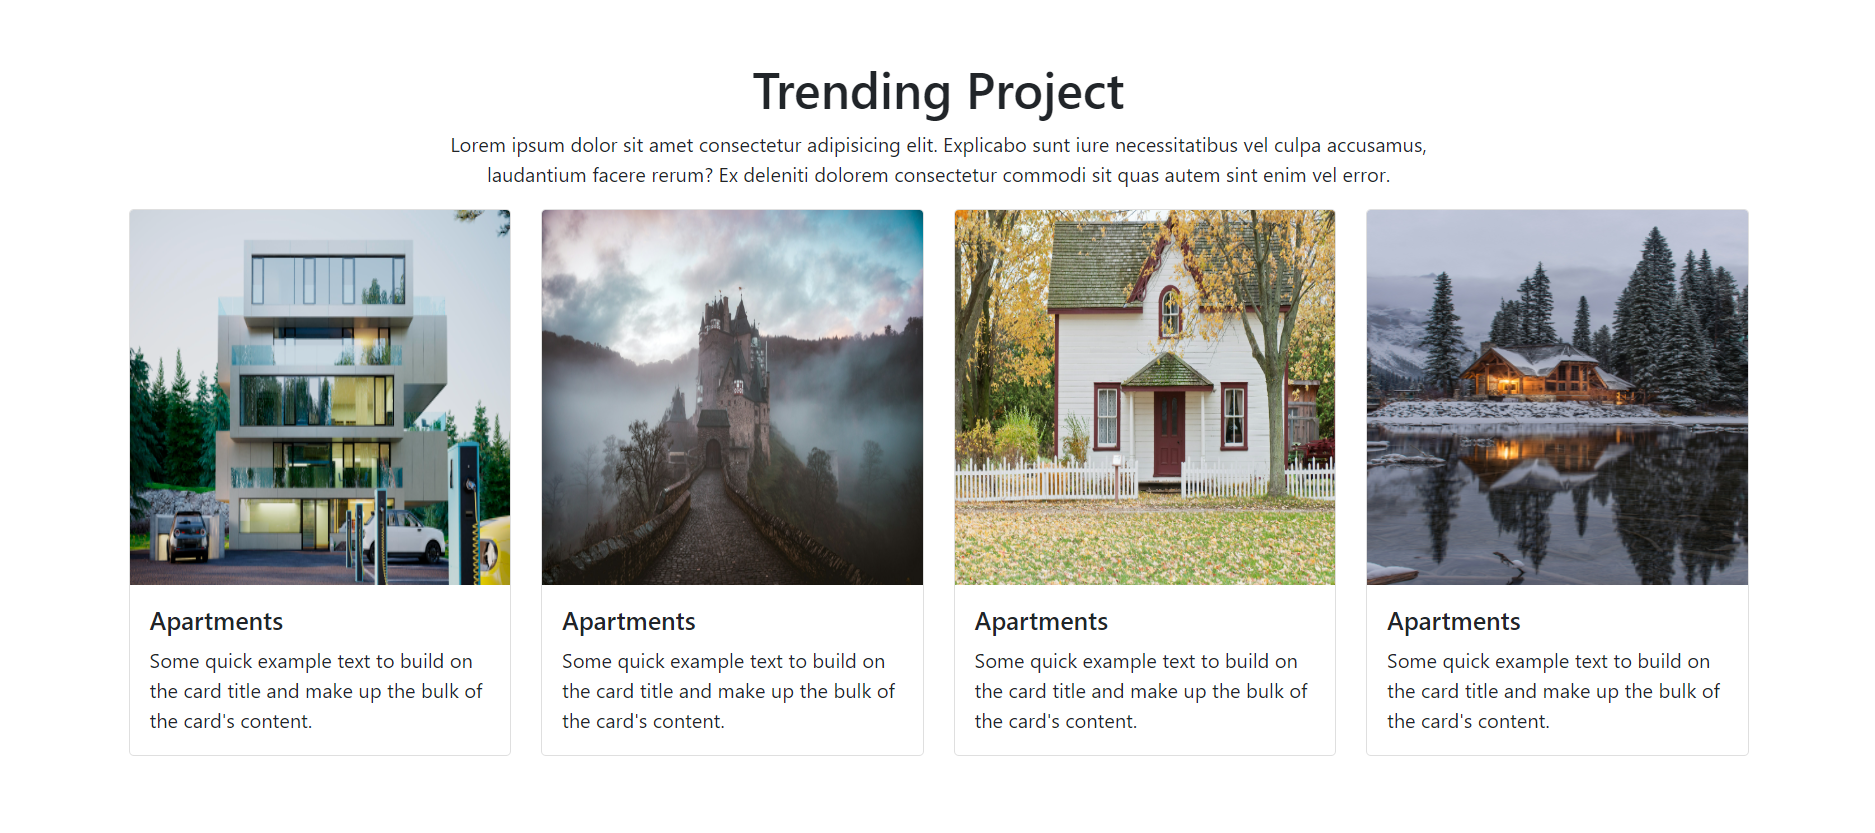 Trending Project
Lorem ipsum dolor sit amet consectetur adipisicing elit. Explicabo sunt iure necessitatibus vel culpa accusamus,
laudantium facere rerum? Ex deleniti dolorem consectetur commodi sit quas autem sint enim vel error.
Apartments
Some quick example text to build on
the card title and make up the bulk of
the card's content.
Apartments
Some quick example text to build on
the card title and make up the bulk of
the card's content.
Apartments
Some quick example text to build on
the card title and make up the bulk of
the card's content.
Apartments
Some quick example text to build on
the card title and make up the bulk of
the card's content.